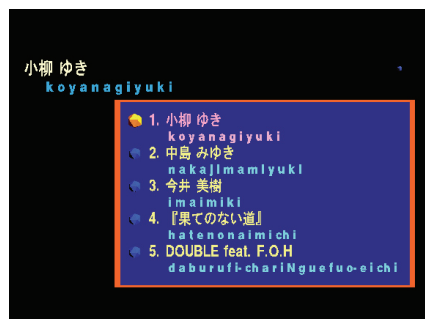 小柳 ゆき
koyanagiyuki
1. 小柳 ゆき
koyanagiyuki
2. 中島 みゆき
nakajImamIyukI
3. 今井 美樹
imaimiki
4. 『果てのない道』
hatenonaimichi
5. DOUBLE feat. F.O.H
daburufi-chariNguefuo-eichi